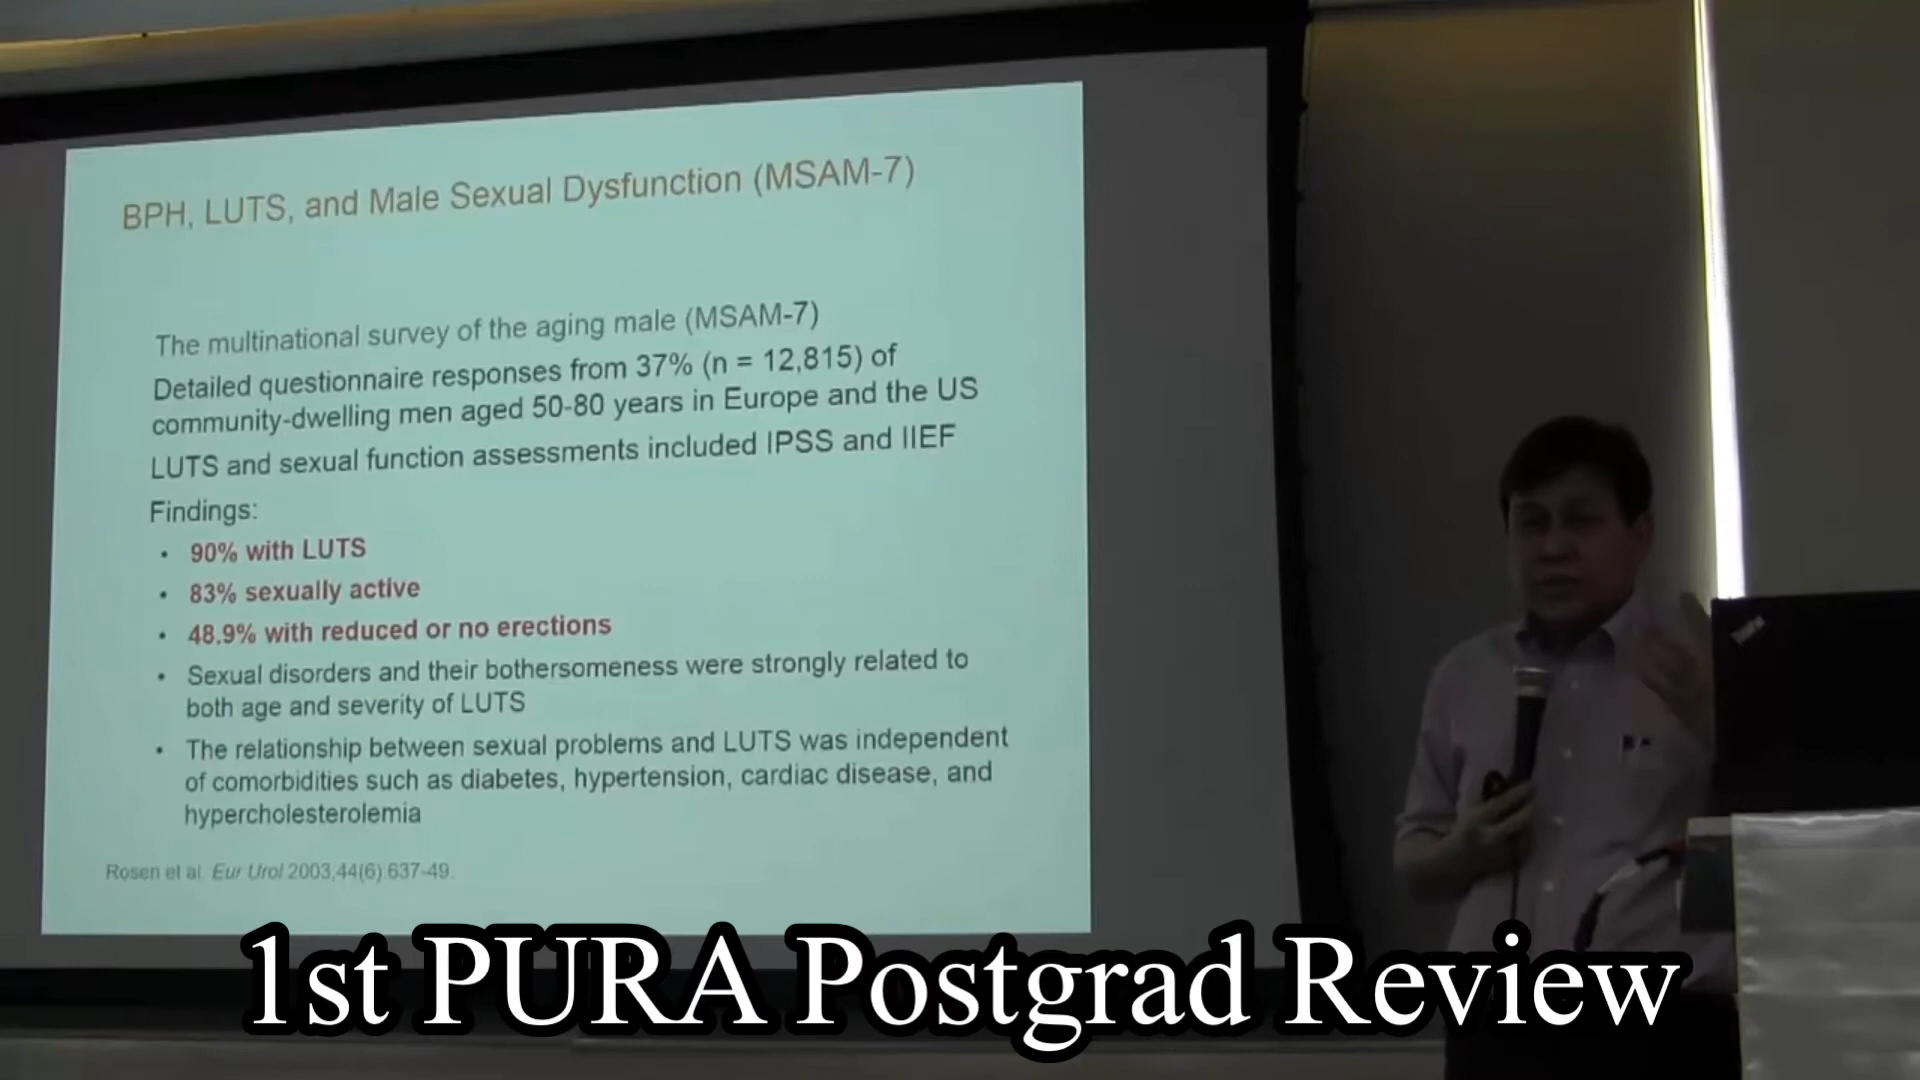 BPH, LUTS, and Male Sexual Dysfunction (MSAM-7)
The multinational survey of the aging male (MSAM-7)
Detailed questionnaire responses from 37% (n = 12,815) of
community-dwelling men aged 50-80 years in Europe and the US
LUTS and sexual function assessments included IPSS and IIEF
Findings:
• 90% with LUTS
• 83% sexually active
• 48.9% with reduced or no erections
• Sexual disorders and their bothersomeness were strongly related to
both age and severity of LUTS
• The relationship between sexual problems and LUTS was independent
of comorbidities such as diabetes, hypertension, cardiac disease, and
hypercholesterolemia
Rosen et al. Eur Urol 2003,44(6):637-49.
1st PURA Postgrad Review